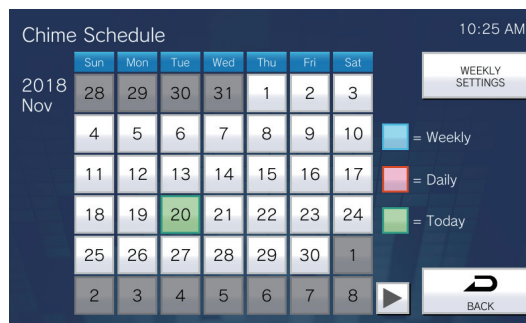 Chime Schedule
10:25 AM
WEEKLY
SETTINGS
2018
Nov
Sun Mon Tue Wed Thu Fri Sat
28 29 30 31 1 2 3
4 5 6 7 8 9 10
11 12 13 14 15 16 17
18 19 20 21 22 23 24
25 26 27 28 29 30 1
2 3 4 5 6 7 8
= Weekly
= Daily
= Today
BACK